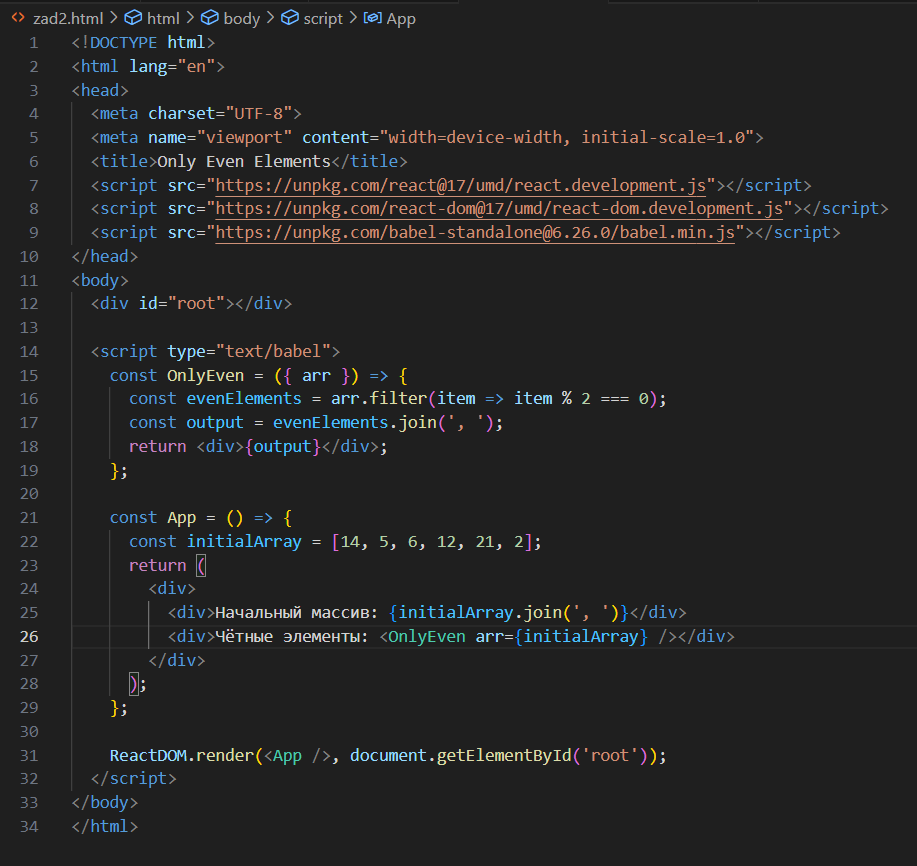 zad2.html > html > body > script > App
1 <!DOCTYPE html>
2 <html lang="en">
3 <head>
4   <meta charset="UTF-8">
5   <meta name="viewport" content="width=device-width, initial-scale=1.0">
6   <title>Only Even Elements</title>
7   <script src="https://unpkg.com/react@17/umd/react.development.js"></script>
8   <script src="https://unpkg.com/react-dom@17/umd/react-dom.development.js"></script>
9   <script src="https://unpkg.com/babel-standalone@6.26.0/babel.min.js"></script>
10 </head>
11 <body>
12   <div id="root"></div>
13
14   <script type="text/babel">
15     const OnlyEven = ({ arr }) => {
16       const evenElements = arr.filter(item => item % 2 === 0);
17       const output = evenElements.join(', ');
18       return <div>{output}</div>;
19     };
20
21     const App = () => {
22       const initialArray = [14, 5, 6, 12, 21, 2];
23       return (
24         <div>
25           <div>Начальный массив: {initialArray.join(', ')}</div>
26           <div>Чётные элементы: <OnlyEven arr={initialArray} /></div>
27         </div>
28       );
29     };
30
31     ReactDOM.render(<App />, document.getElementById('root'));
32   </script>
33 </body>
34 </html>